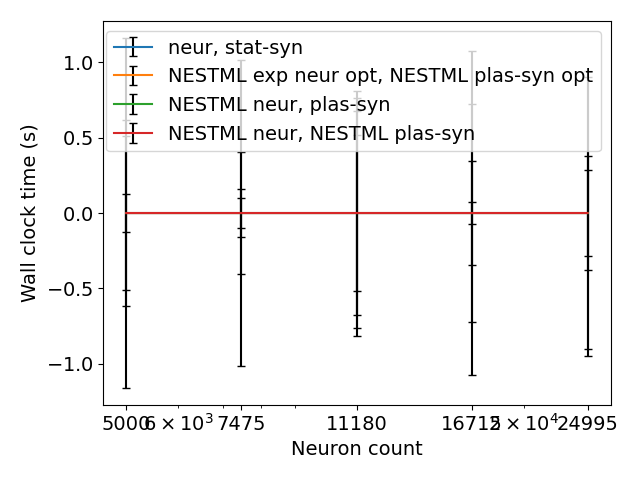 neur, stat-syn
NESTML exp neur opt, NESTML plas-syn opt
NESTML neur, plas-syn
NESTML neur, NESTML plas-syn
Wall clock time (s)
1.0
0.5
0.0
−0.5
−1.0
5000 6 × 10³ 7475 11180 16712 2 × 10⁴ 24995
Neuron count